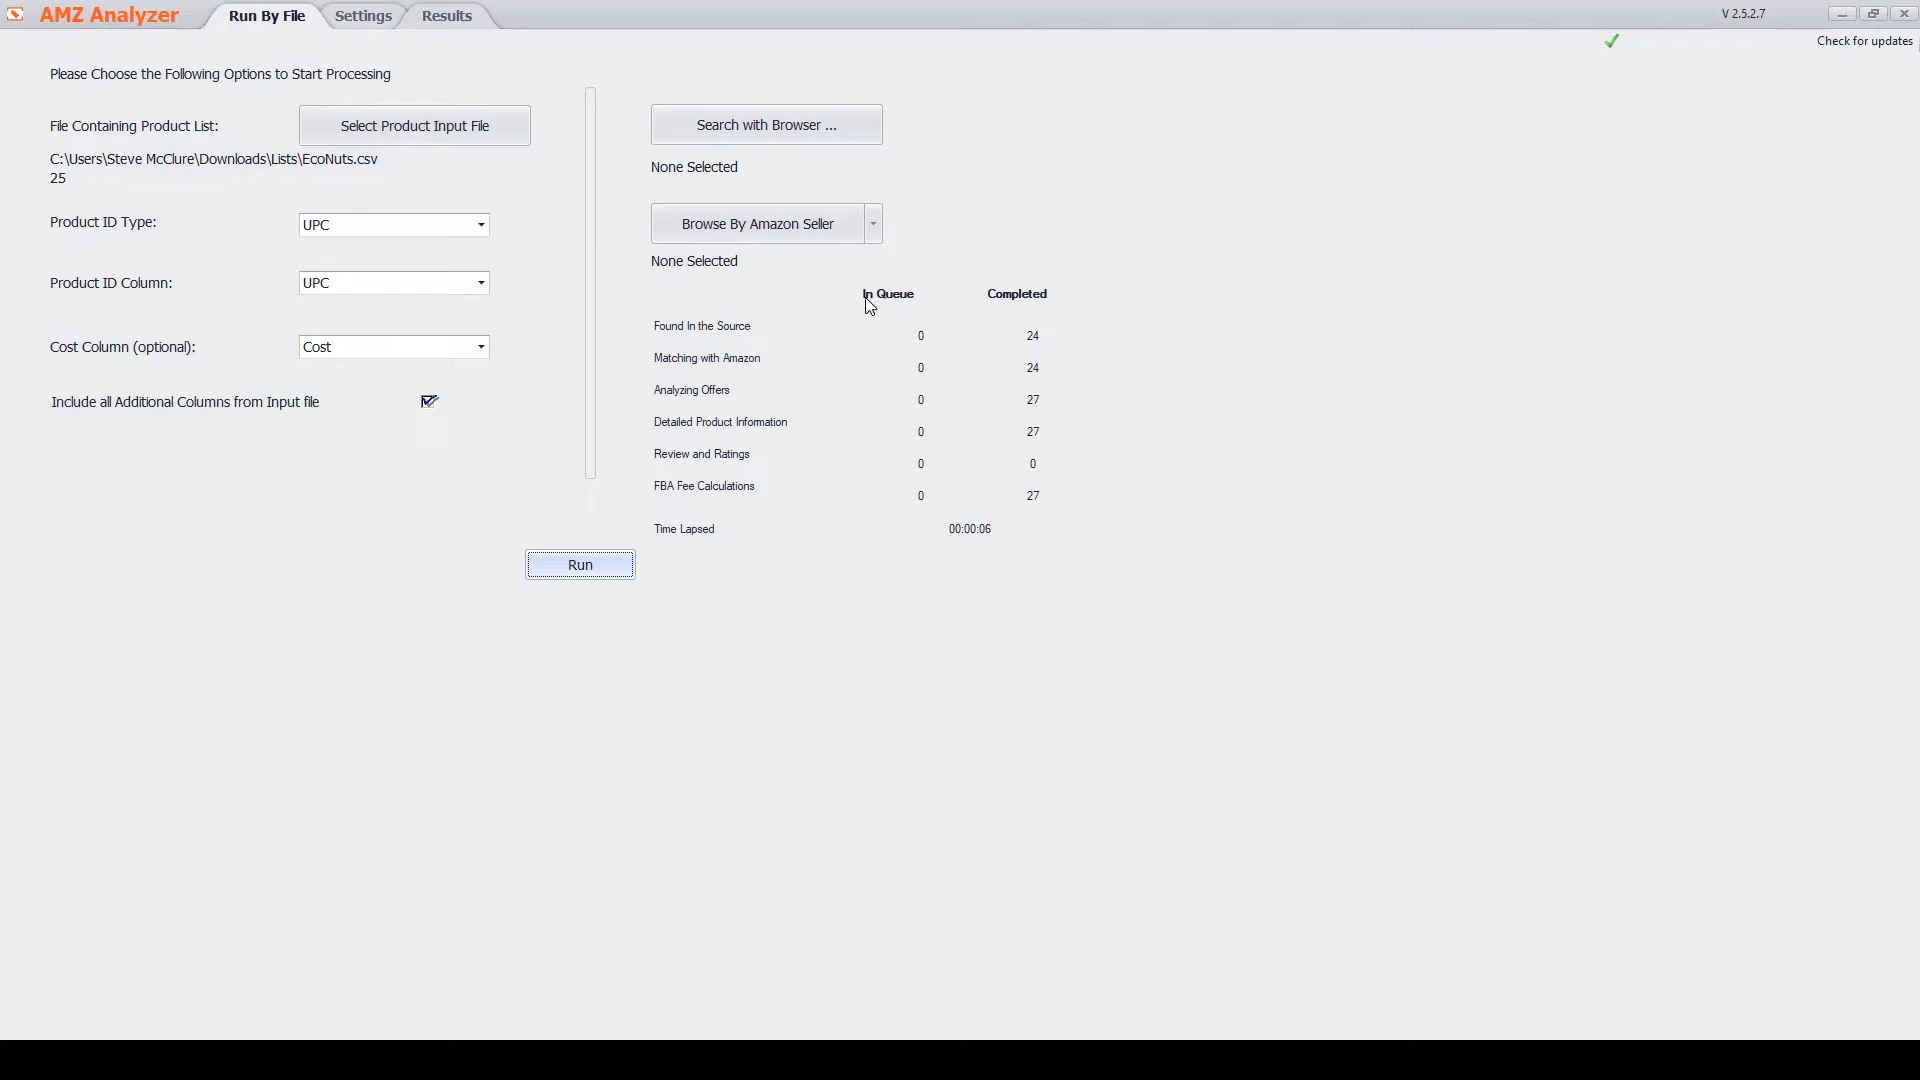 AMZ Analyzer
Run By File
Settings
Results
V 2.5.2.7
Check for updates
Please Choose the Following Options to Start Processing
File Containing Product List:
Select Product Input File
C:\Users\Steve McClure\Downloads\Lists\EcoNuts.csv
25
Product ID Type:
UPC
Product ID Column:
UPC
Cost Column (optional):
Cost
Include all Additional Columns from Input file
Search with Browser ...
None Selected
Browse By Amazon Seller
None Selected
In Queue Completed
Found In the Source 0 24
Matching with Amazon 0 24
Analyzing Offers 0 27
Detailed Product Information 0 27
Review and Ratings 0 0
FBA Fee Calculations 0 27
Time Lapsed 00:00:06
Run